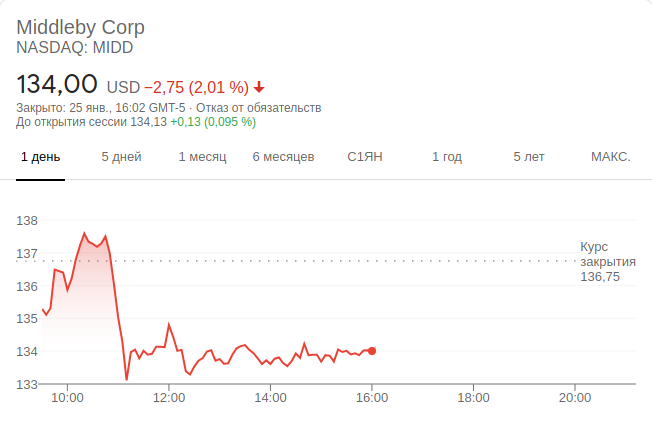 Middleby Corp
NASDAQ: MIDD
134,00 USD −2,75 (2,01 %)
Закрыто: 25 янв., 16:02 GMT-5 · Отказ от обязательств
До открытия сессии 134,13 +0,13 (0,095 %)
1 день 5 дней 1 месяц 6 месяцев С1ЯН 1 год 5 лет МАКС.
138
137
136
135
134
133
Курс
закрытия
136,75
10:00 12:00 14:00 16:00 18:00 20:00